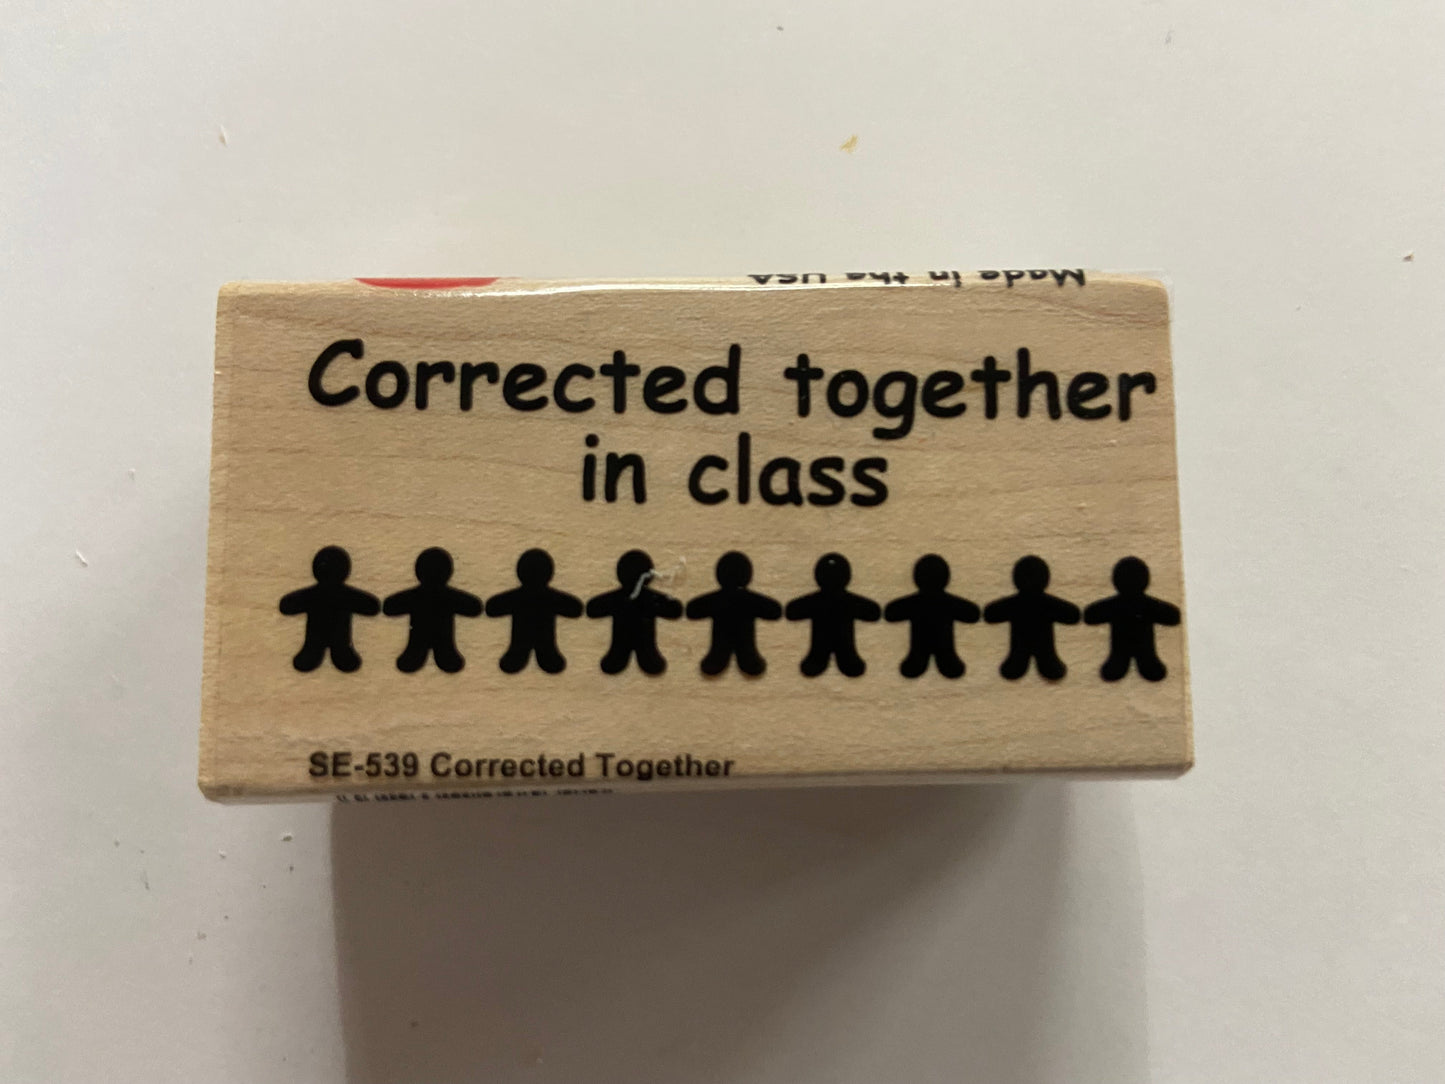 Made in the USA
Corrected together
in class
SE-539 Corrected Together